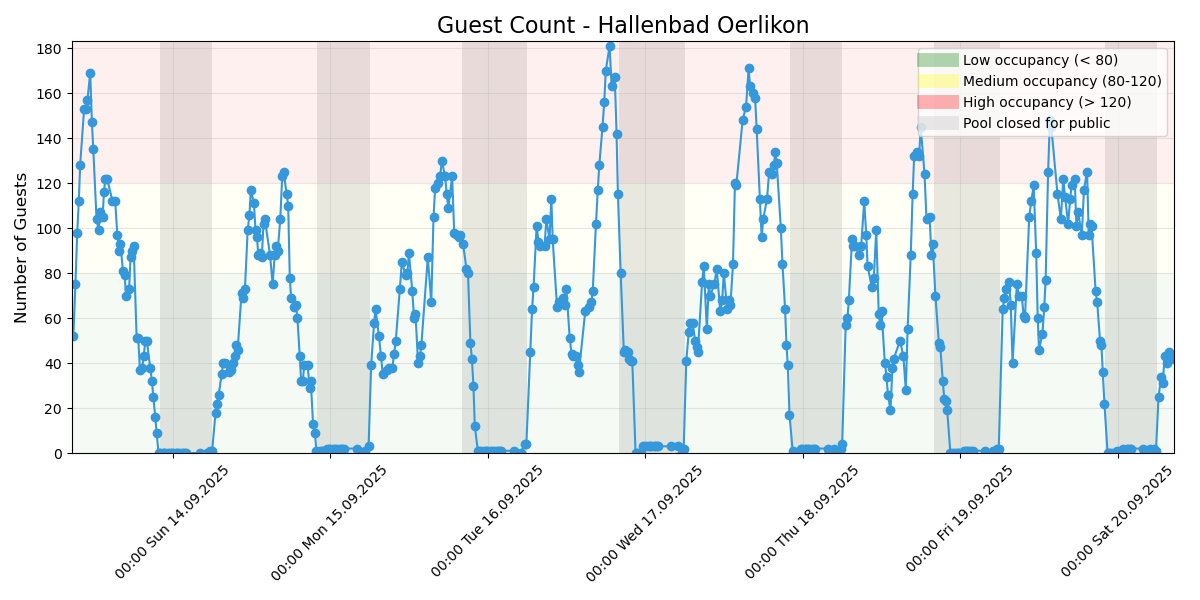 Guest Count - Hallenbad Oerlikon
Number of Guests
180
160
140
120
100
80
60
40
20
0
Low occupancy (< 80)
Medium occupancy (80-120)
High occupancy (> 120)
Pool closed for public
00:00 Sun 14.09.2025
00:00 Mon 15.09.2025
00:00 Tue 16.09.2025
00:00 Wed 17.09.2025
00:00 Thu 18.09.2025
00:00 Fri 19.09.2025
00:00 Sat 20.09.2025